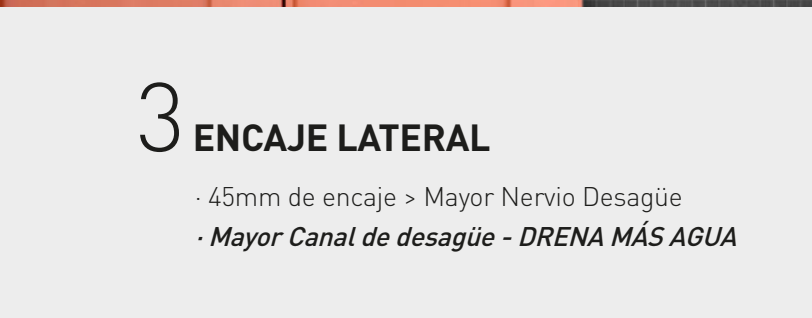 3 ENCAJE LATERAL
· 45mm de encaje > Mayor Nervio Desagüe
· Mayor Canal de desagüe - DRENA MÁS AGUA